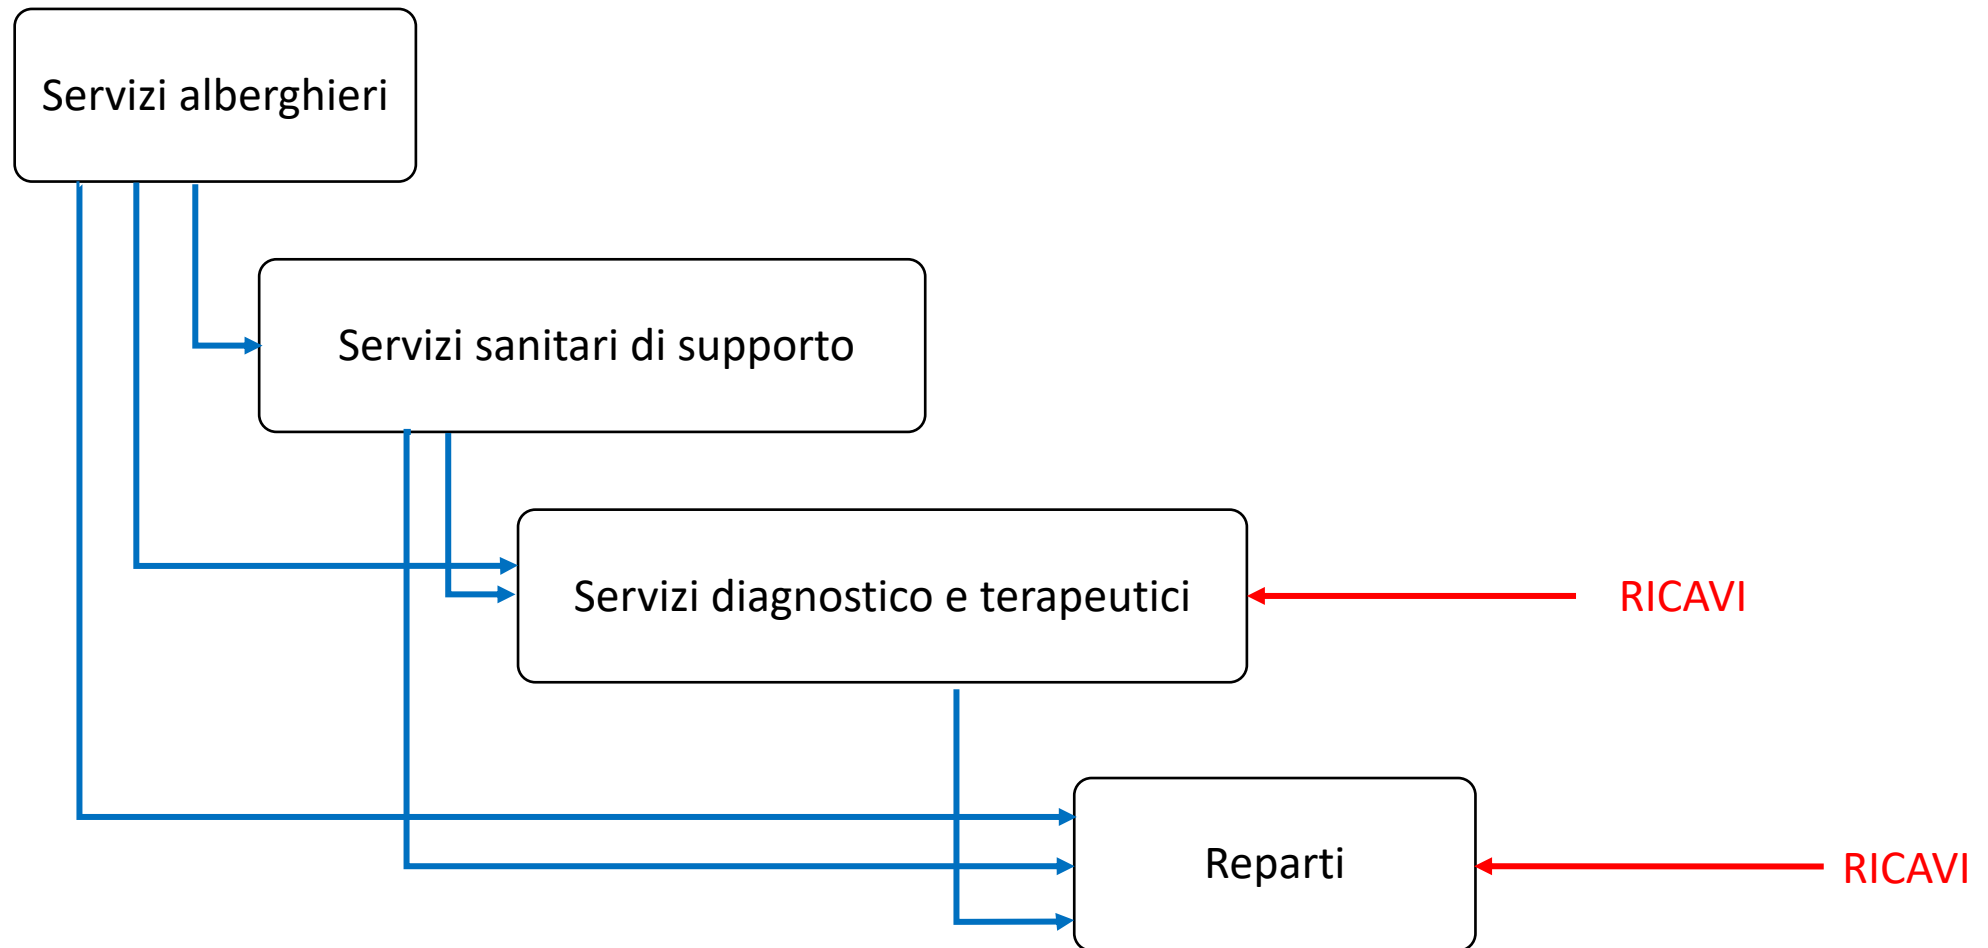 Servizi alberghieri
Servizi sanitari di supporto
Servizi diagnostico e terapeutici
RICAVI
Reparti
RICAVI